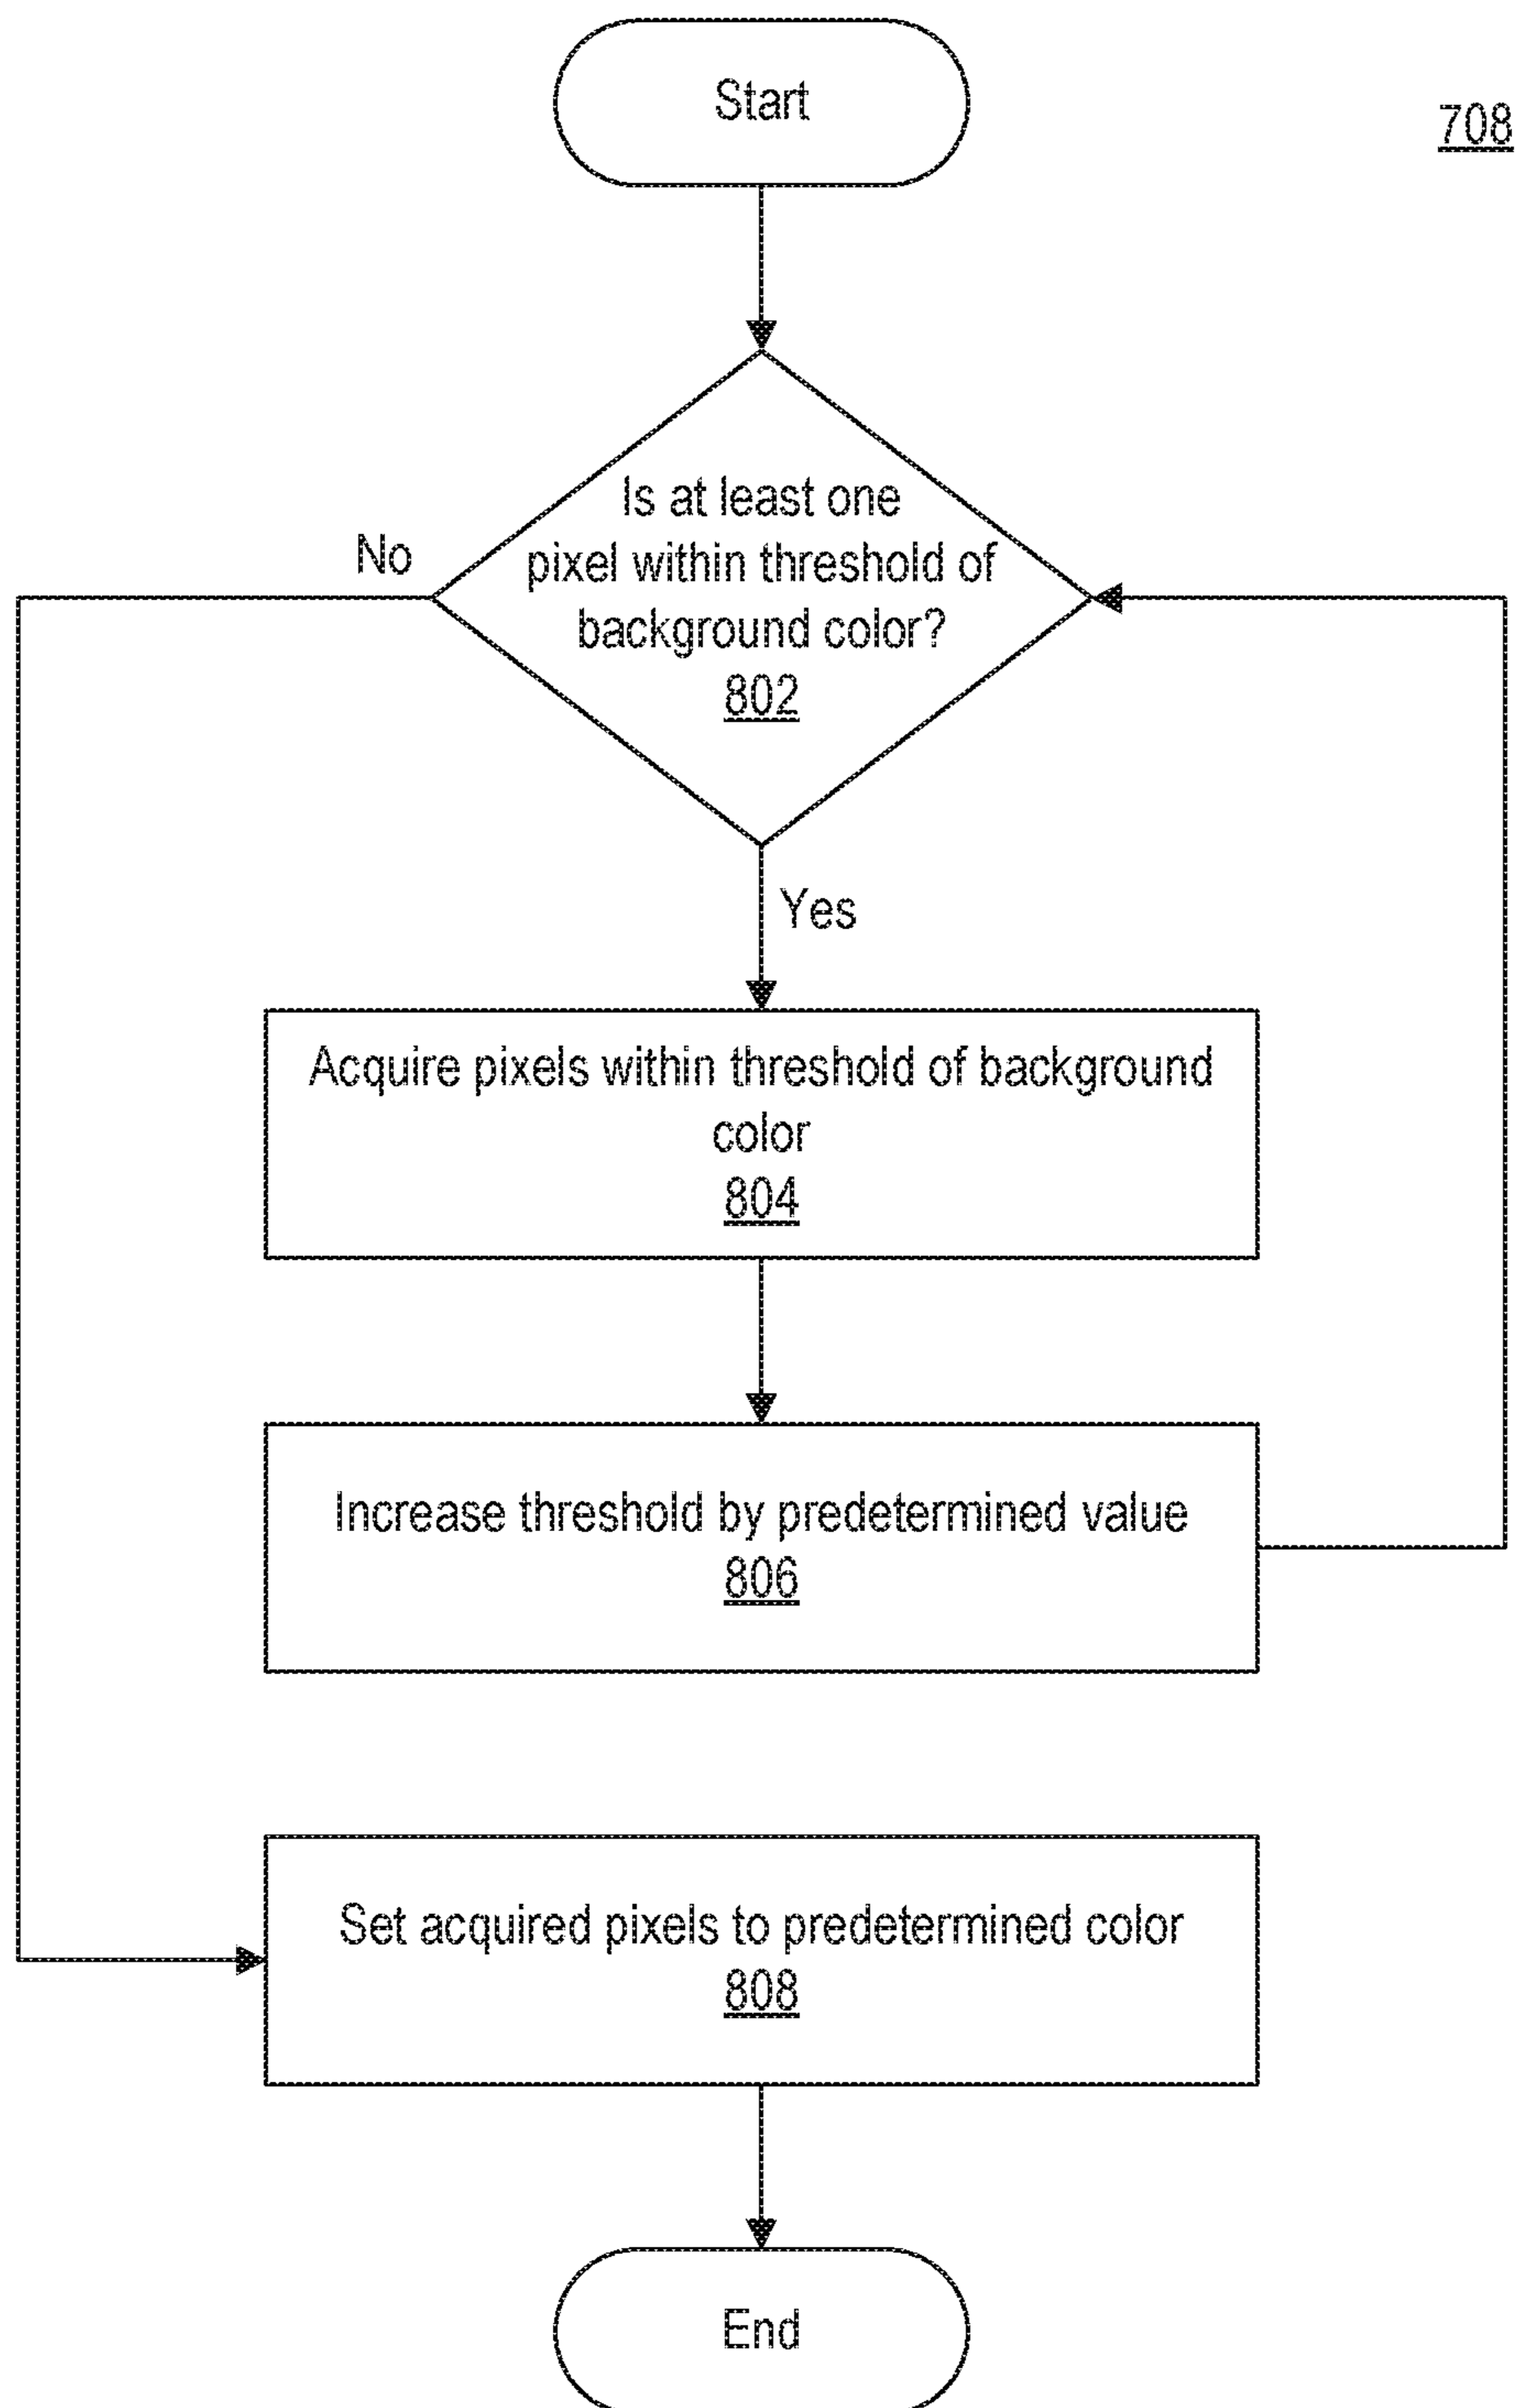 Start
708
Is at least one
pixel within threshold of
background color?
802
No
Yes
Acquire pixels within threshold of background
color
804
Increase threshold by predetermined value
806
Set acquired pixels to predetermined color
808
End